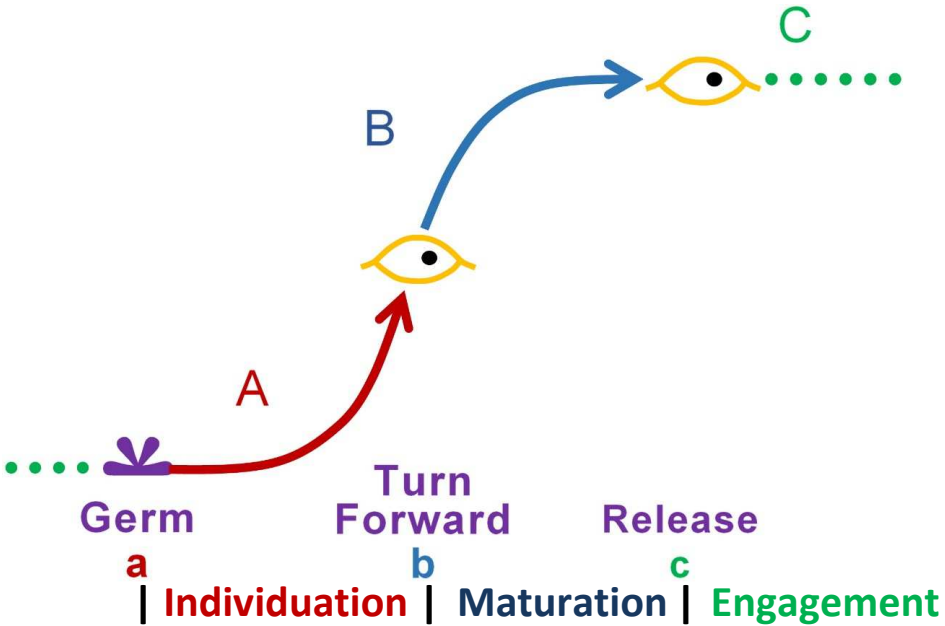 C
B
A
Germ
Turn
Forward
Release
a
b
c
| Individuation | Maturation | Engagement